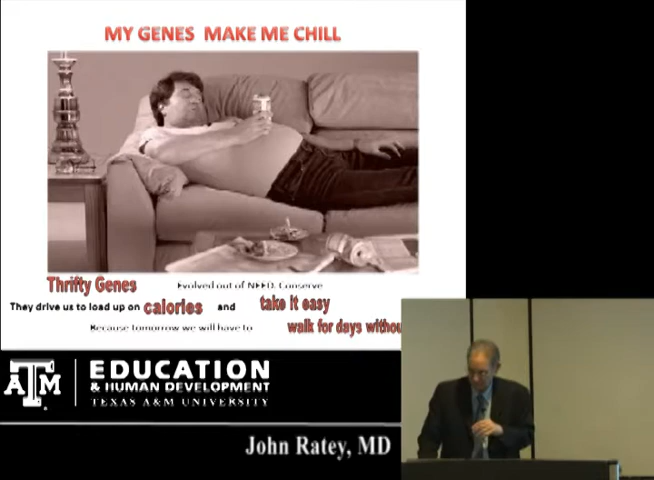 MY GENES MAKE ME CHILL
Thrifty Genes Evolved out of NEED. Conserve
They drive us to load up on calories and take it easy
Because tomorrow we will have to walk for days
A&M
EDUCATION
& HUMAN DEVELOPMENT
TEXAS A&M UNIVERSITY
John Ratey, MD